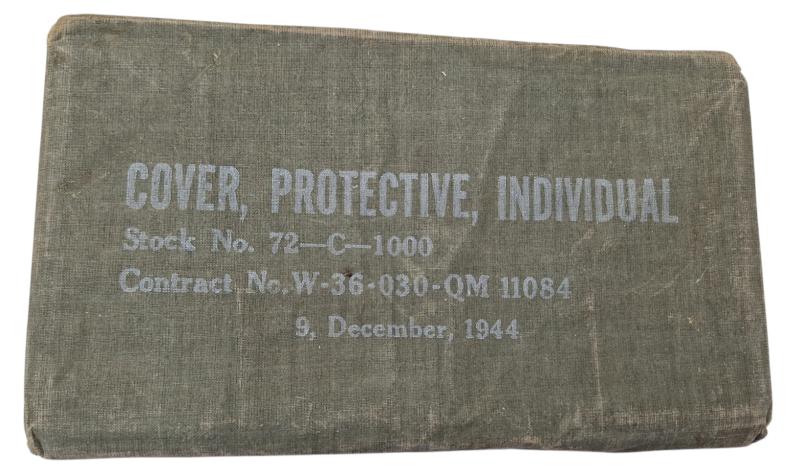 COVER, PROTECTIVE, INDIVIDUAL
Stock No. 72—C—1000
Contract No. W-36-030-QM 11084
9, December, 1944